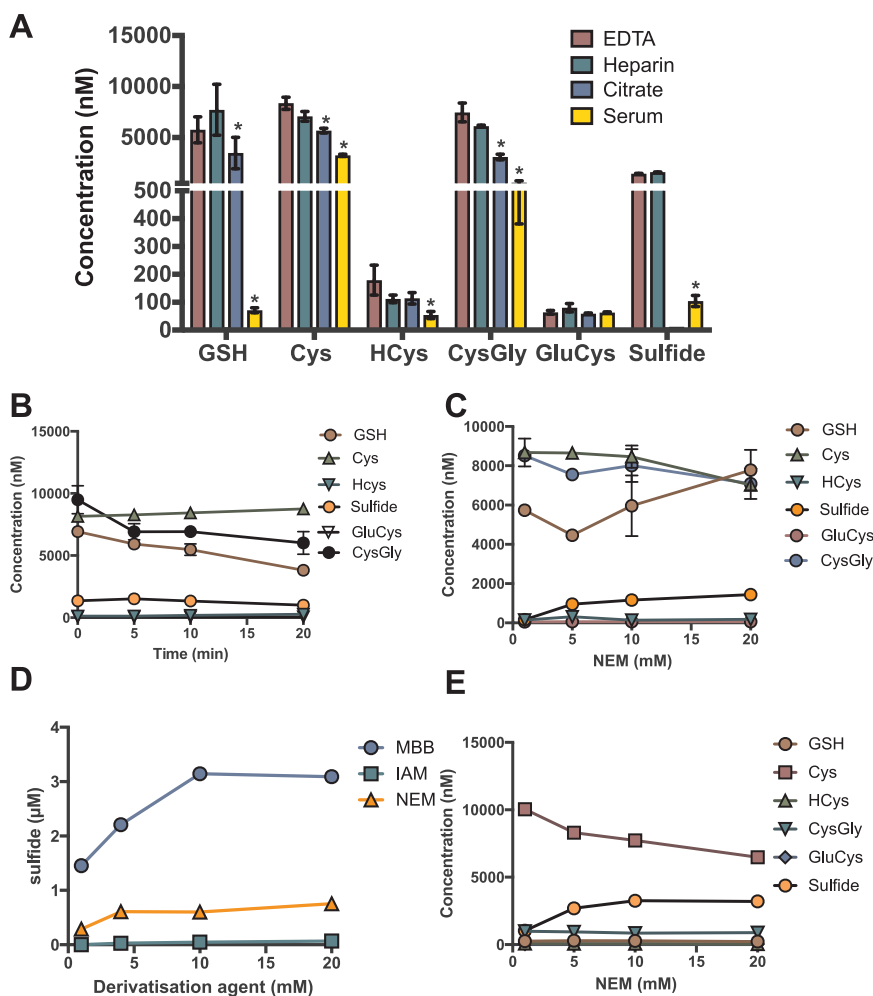 A
Concentration (nM)
15000
10000
5000
500
400
300
200
100
0
EDTA
Heparin
Citrate
Serum
* * * * * * * *
GSH Cys HCys CysGly GluCys Sulfide
B
Concentration (nM)
15000
10000
5000
0
0 5 10 15 20
Time (min)
GSH
Cys
Hcys
Sulfide
GluCys
CysGly
C
Concentration (nM)
10000
8000
6000
4000
2000
0
0 5 10 15 20
NEM (mM)
GSH
Cys
HCys
Sulfide
GluCys
CysGly
D
sulfide (µM)
4
3
2
1
0
0 5 10 15 20
Derivatisation agent (mM)
MBB
IAM
NEM
E
Concentration (nM)
15000
10000
5000
0
0 5 10 15 20
NEM (mM)
GSH
Cys
HCys
CysGly
GluCys
Sulfide